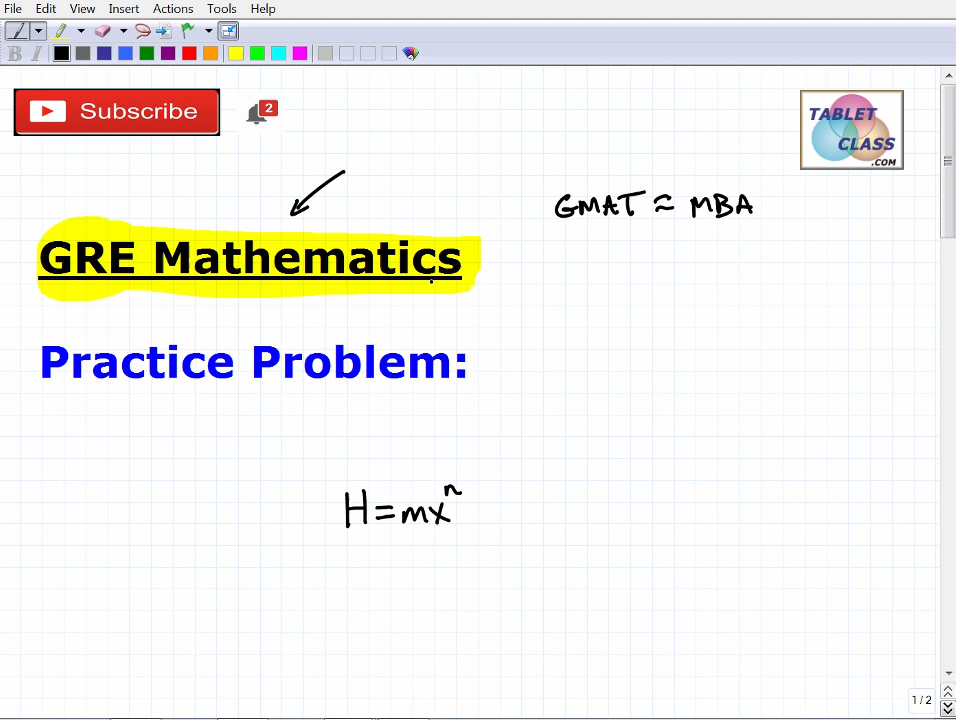 File Edit View Insert Actions Tools Help
B I
Subscribe
2
TABLET
CLASS
.COM
GMAT ≈ MBA
GRE Mathematics
Practice Problem:
H=mxⁿ
1 / 2